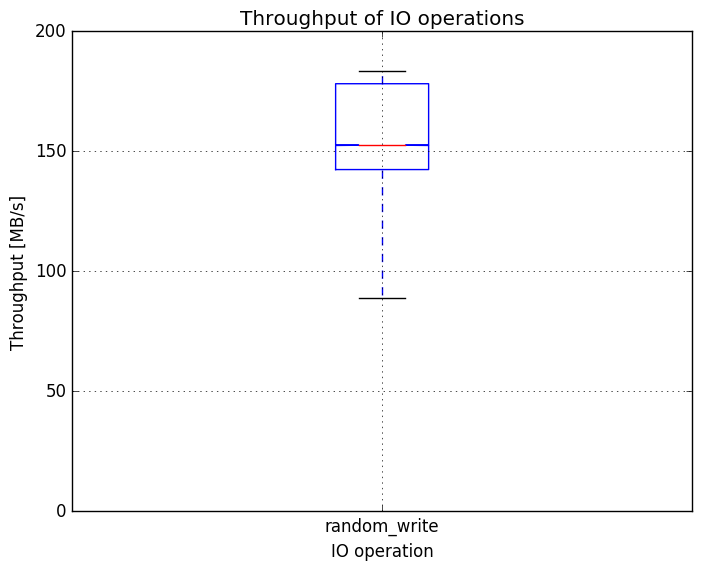 Throughput of IO operations
200
150
100
50
0
Throughput [MB/s]
random_write
IO operation